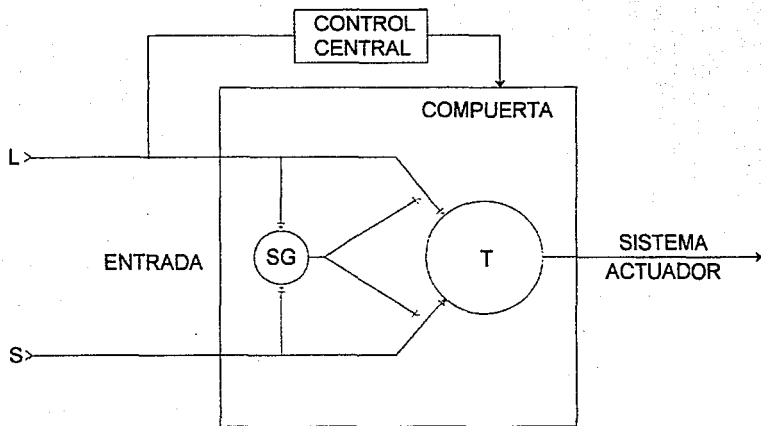 CONTROL
CENTRAL
COMPUERTA
L
ENTRADA
SG
T
SISTEMA
ACTUADOR
S